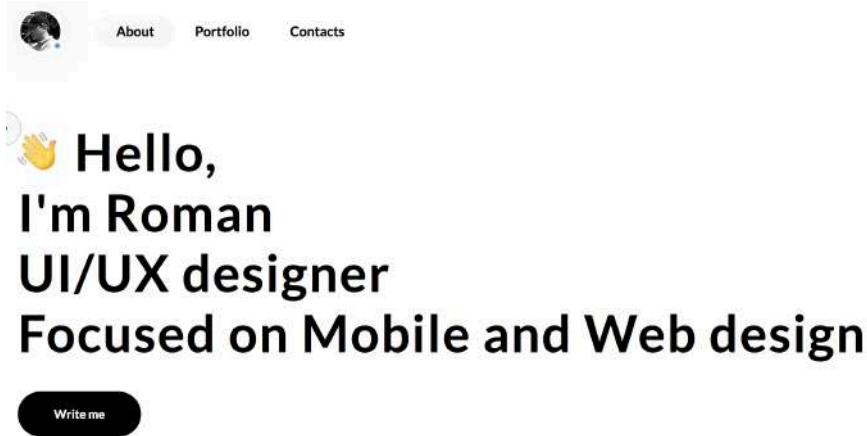 About Portfolio Contacts
👋 Hello,
I'm Roman
UI/UX designer
Focused on Mobile and Web design
Write me